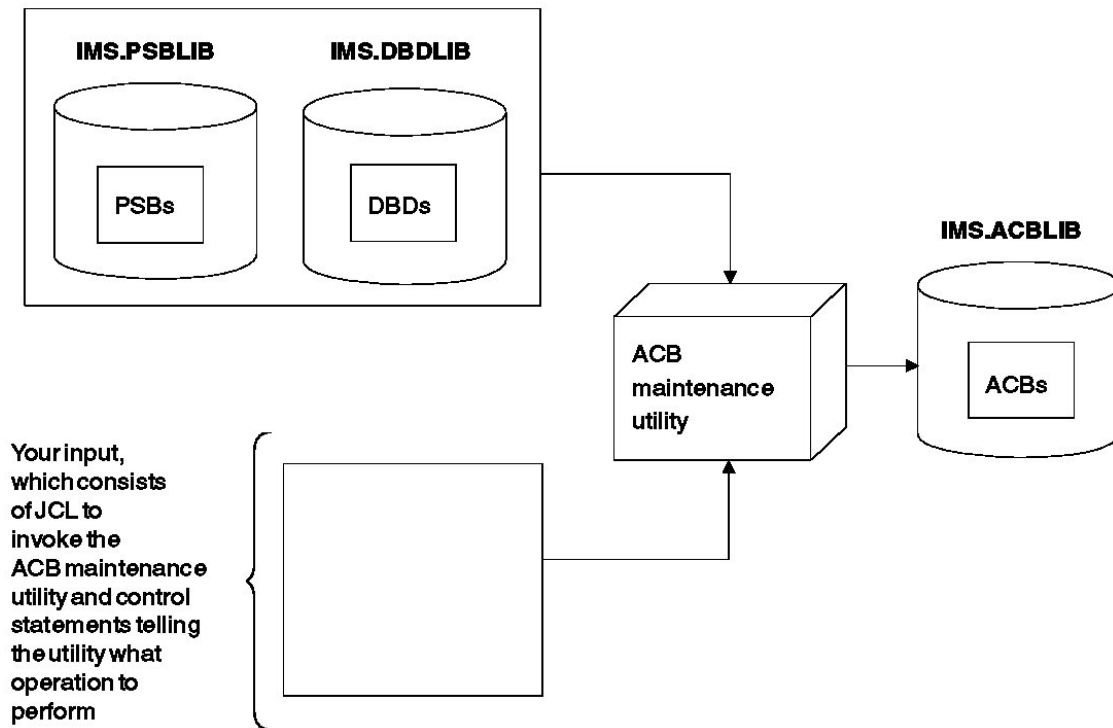 IMS.PSBLIB
IMS.DBDLIB
PSBs
DBDs
IMS.ACBLIB
ACB
maintenance
utility
ACBs
Your input,
which consists
of JCL to
invoke the
ACB maintenance
utility and control
statements telling
the utility what
operation to
perform